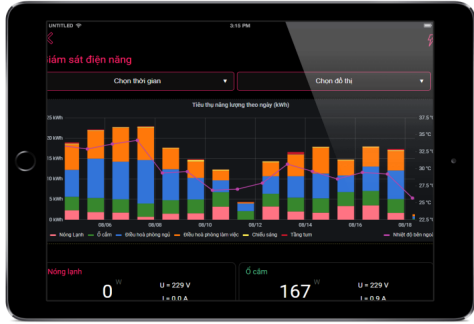 UNTITLED 3:15 PM
Giám sát điện năng
Chọn thời gian ▼ Chọn đồ thị ▼
Tiêu thụ năng lượng theo ngày (kWh)
25 kWh 37.5 °C
20 kWh 35 °C
15 kWh 32.5 °C
10 kWh 30 °C
5 kWh 27.5 °C
0 kWh 25 °C
22.5 °C
08/06 08/08 08/10 08/12 08/14 08/16 08/18
Nóng Lạnh Ổ cắm Điều hoà phòng ngủ Điều hoà phòng làm việc Chiếu sáng Tầng tum Nhiệt độ bên ngoài
Nóng lạnh Ổ cắm
0 W U = 229 V 167 W U = 229 V
I = 0.0 A I = 0.9 A